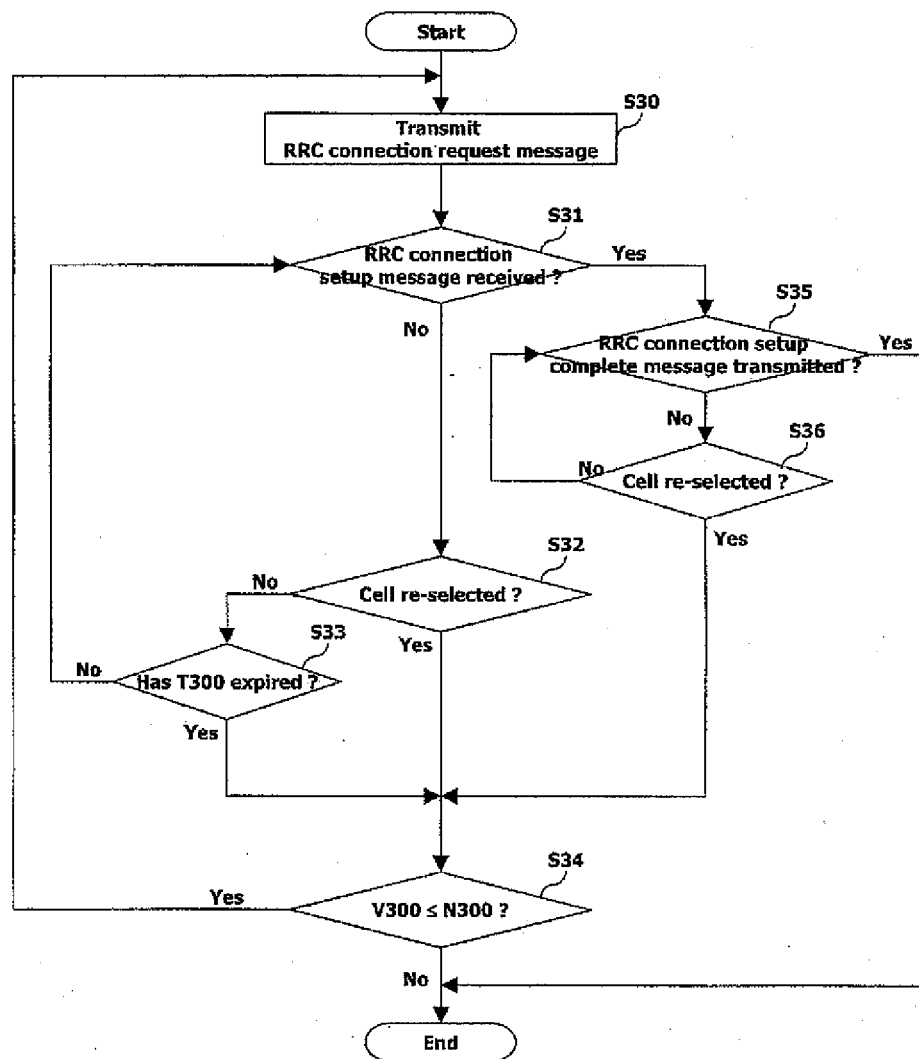 Start
S30
Transmit
RRC connection request message
S31
RRC connection
setup message received ?
Yes
No
S35
RRC connection setup
complete message transmitted ?
Yes
No
S36
Cell re-selected ?
No
Yes
S32
Cell re-selected ?
No
Yes
S33
Has T300 expired ?
No
Yes
S34
V300 ≤ N300 ?
Yes
No
End